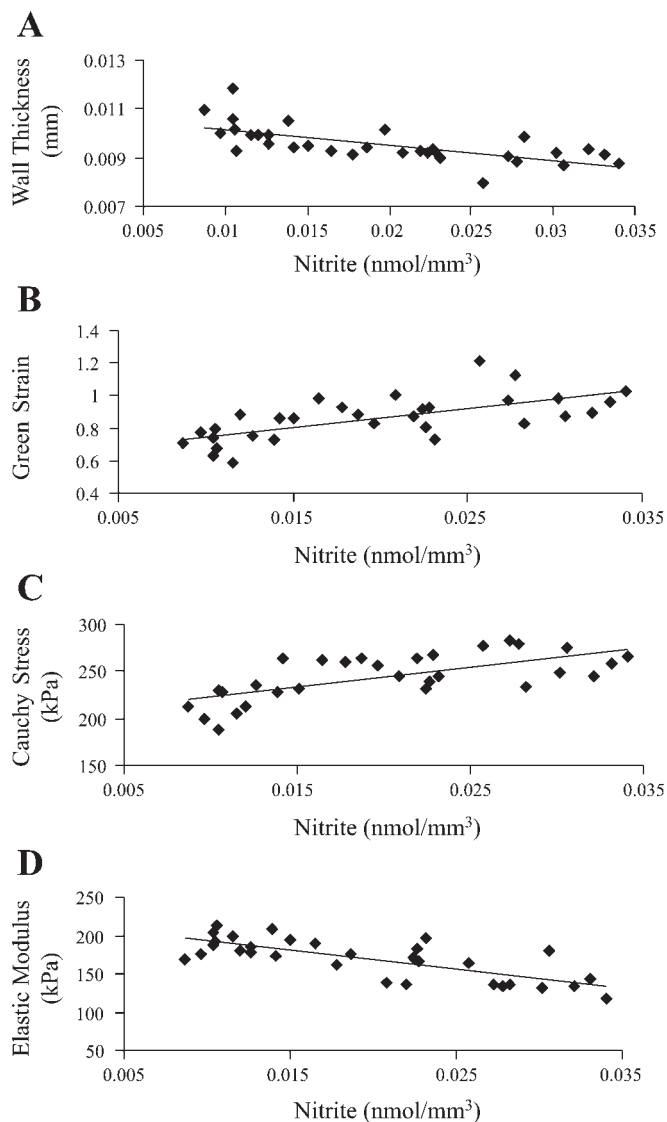 A
Wall Thickness
(mm)
0.013
0.011
0.009
0.007
0.005 0.01 0.015 0.02 0.025 0.03 0.035
Nitrite (nmol/mm³)
B
Green Strain
1.4
1.2
1
0.8
0.6
0.4
0.005 0.015 0.025 0.035
Nitrite (nmol/mm³)
C
Cauchy Stress
(kPa)
300
250
200
150
0.005 0.015 0.025 0.035
Nitrite (nmol/mm³)
D
Elastic Modulus
(kPa)
250
200
150
100
50
0.005 0.015 0.025 0.035
Nitrite (nmol/mm³)